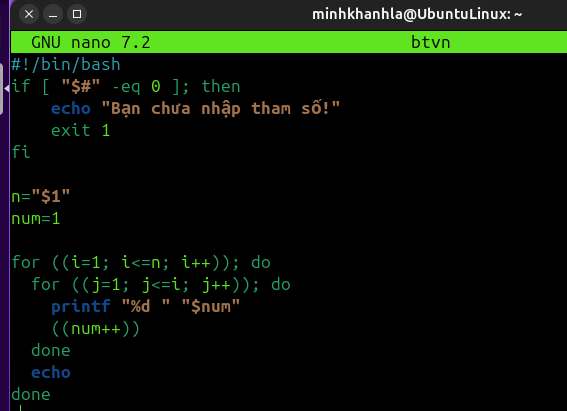 minhkhanhla@UbuntuLinux: ~
GNU nano 7.2 btvn
#!/bin/bash
if [ "$#" -eq 0 ]; then
    echo "Bạn chưa nhập tham số!"
    exit 1
fi

n="$1"
num=1

for ((i=1; i<=n; i++)); do
  for ((j=1; j<=i; j++)); do
    printf "%d " "$num"
    ((num++))
  done
  echo
done